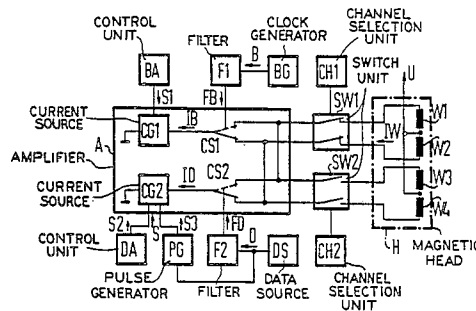 CONTROL UNIT
FILTER
CLOCK GENERATOR
CHANNEL SELECTION UNIT
BA
F1
B
BG
CH1
SWITCH UNIT
U
S1
FB
SW1
CURRENT SOURCE
A
CG1
IB
CS1
IW
W1
W2
AMPLIFIER
CURRENT SOURCE
CG2
ID
CS2
SW2
W3
W4
S2
S
S3
FD
D
H
DA
PG
F2
DS
CH2
MAGNETIC HEAD
CONTROL UNIT
PULSE GENERATOR
FILTER
DATA SOURCE
CHANNEL SELECTION UNIT